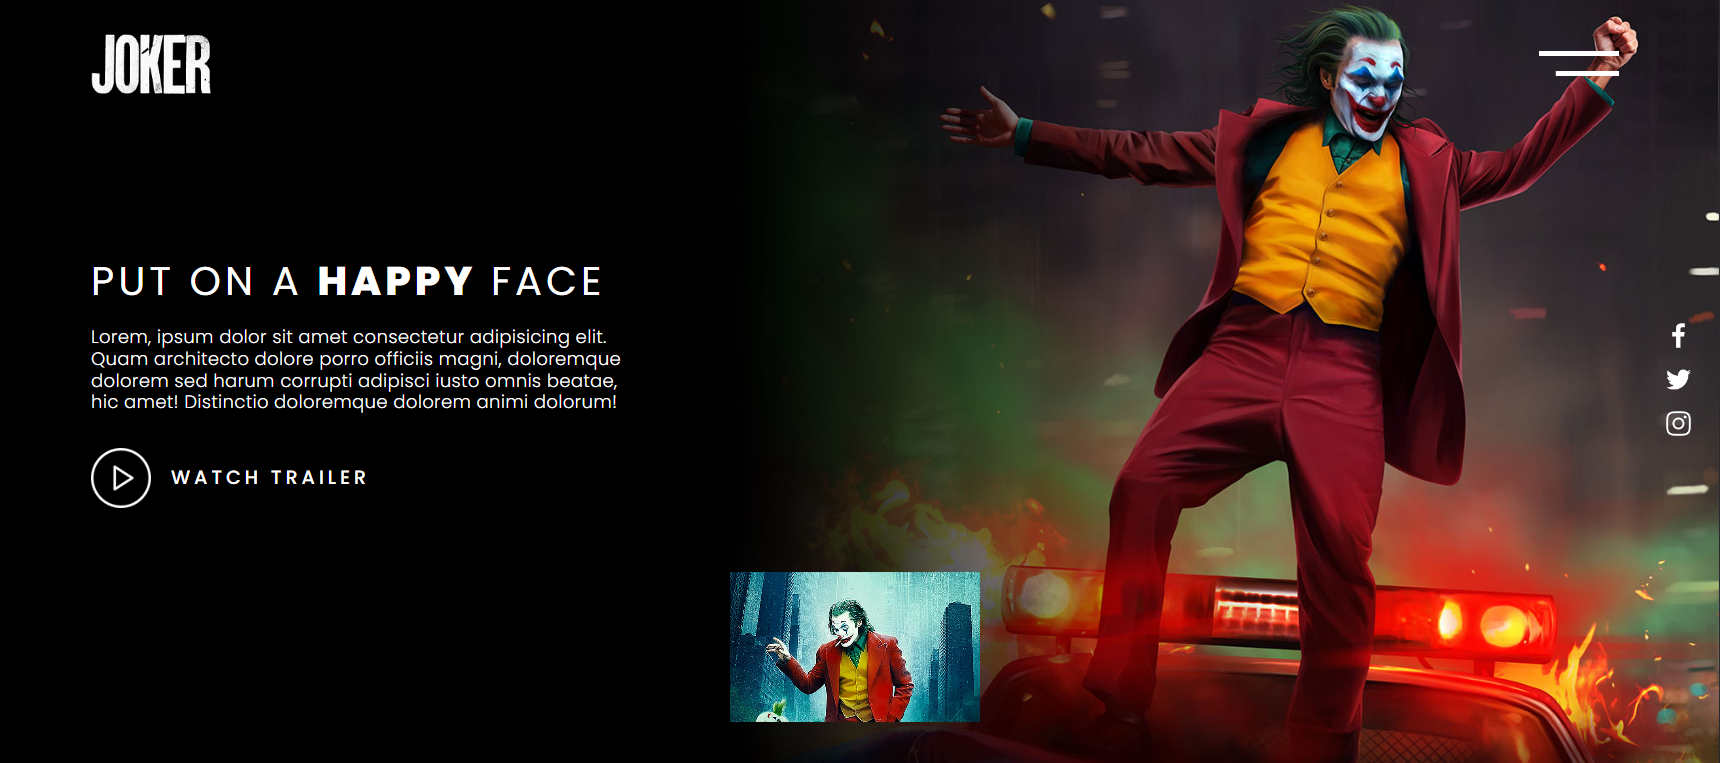 JOKER
PUT ON A HAPPY FACE
Lorem, ipsum dolor sit amet consectetur adipisicing elit.
Quam architecto dolore porro officiis magni, doloremque
dolorem sed harum corrupti adipisci iusto omnis beatae,
hic amet! Distinctio doloremque dolorem animi dolorum!
WATCH TRAILER